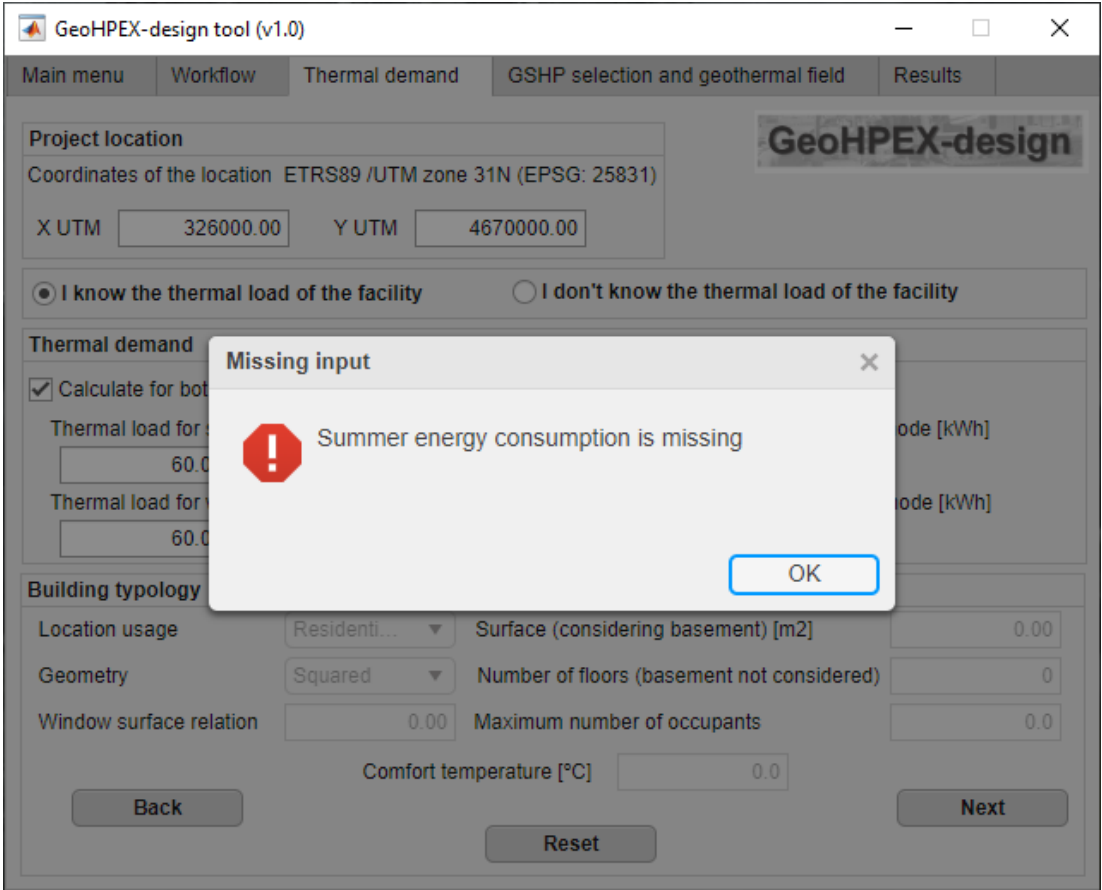 GeoHPEX-design tool (v1.0)
Main menu Workflow Thermal demand GSHP selection and geothermal field Results
Project location
GeoHPEX-design
Coordinates of the location ETRS89 /UTM zone 31N (EPSG: 25831)
X UTM 326000.00 Y UTM 4670000.00
I know the thermal load of the facility I don't know the thermal load of the facility
Thermal demand
Missing input
Calculate for bot
Thermal load for ode [kWh]
Summer energy consumption is missing
60.0
Thermal load for node [kWh]
60.0
OK
Building typology
Location usage Residenti... Surface (considering basement) [m2] 0.00
Geometry Squared Number of floors (basement not considered) 0
Window surface relation 0.00 Maximum number of occupants 0.0
Comfort temperature [°C] 0.0
Back Next
Reset